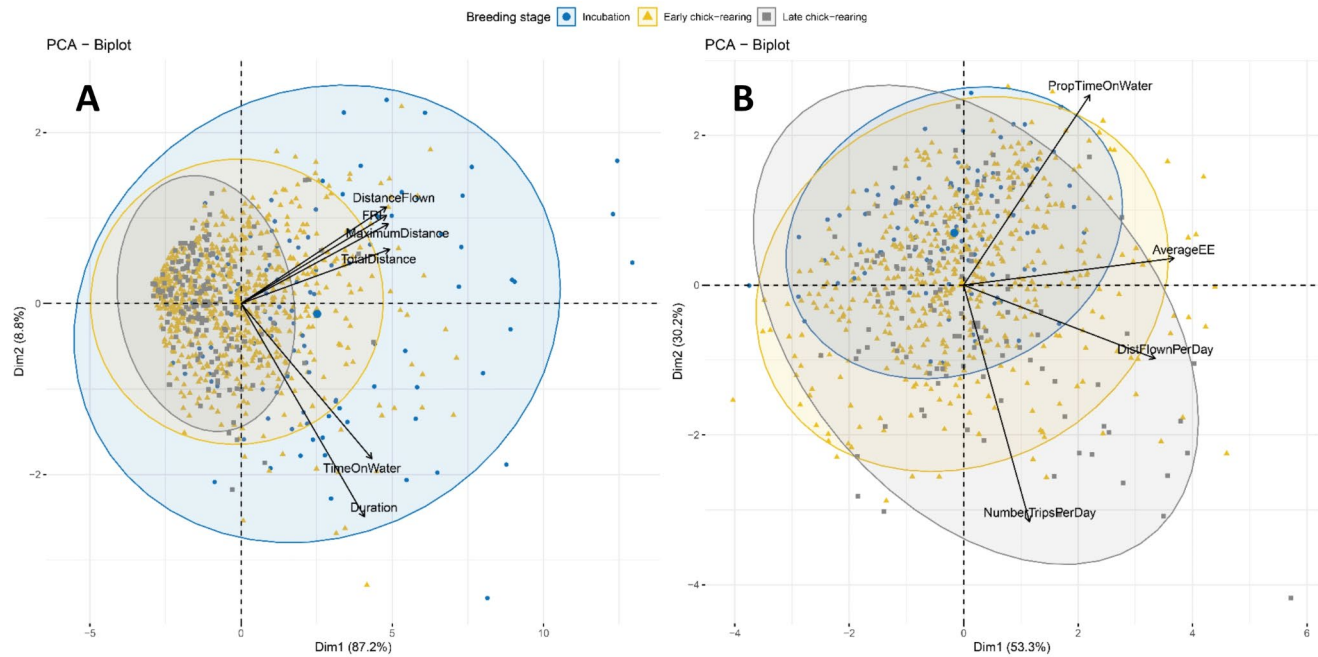 Breeding stage Incubation Early chick-rearing Late chick-rearing
PCA - Biplot
A
2
0
-2
-5
0
5
10
Dim1 (87.2%)
Dim2 (8.8%)
DistanceFlown
MaximumDistance
TotalDistance
TimeOnWater
Duration
PCA - Biplot
B
2
0
-2
-4
-4
-2
0
2
4
6
Dim1 (53.3%)
Dim2 (30.2%)
PropTimeOnWater
AverageEE
DistFlownPerDay
NumberTripsPerDay